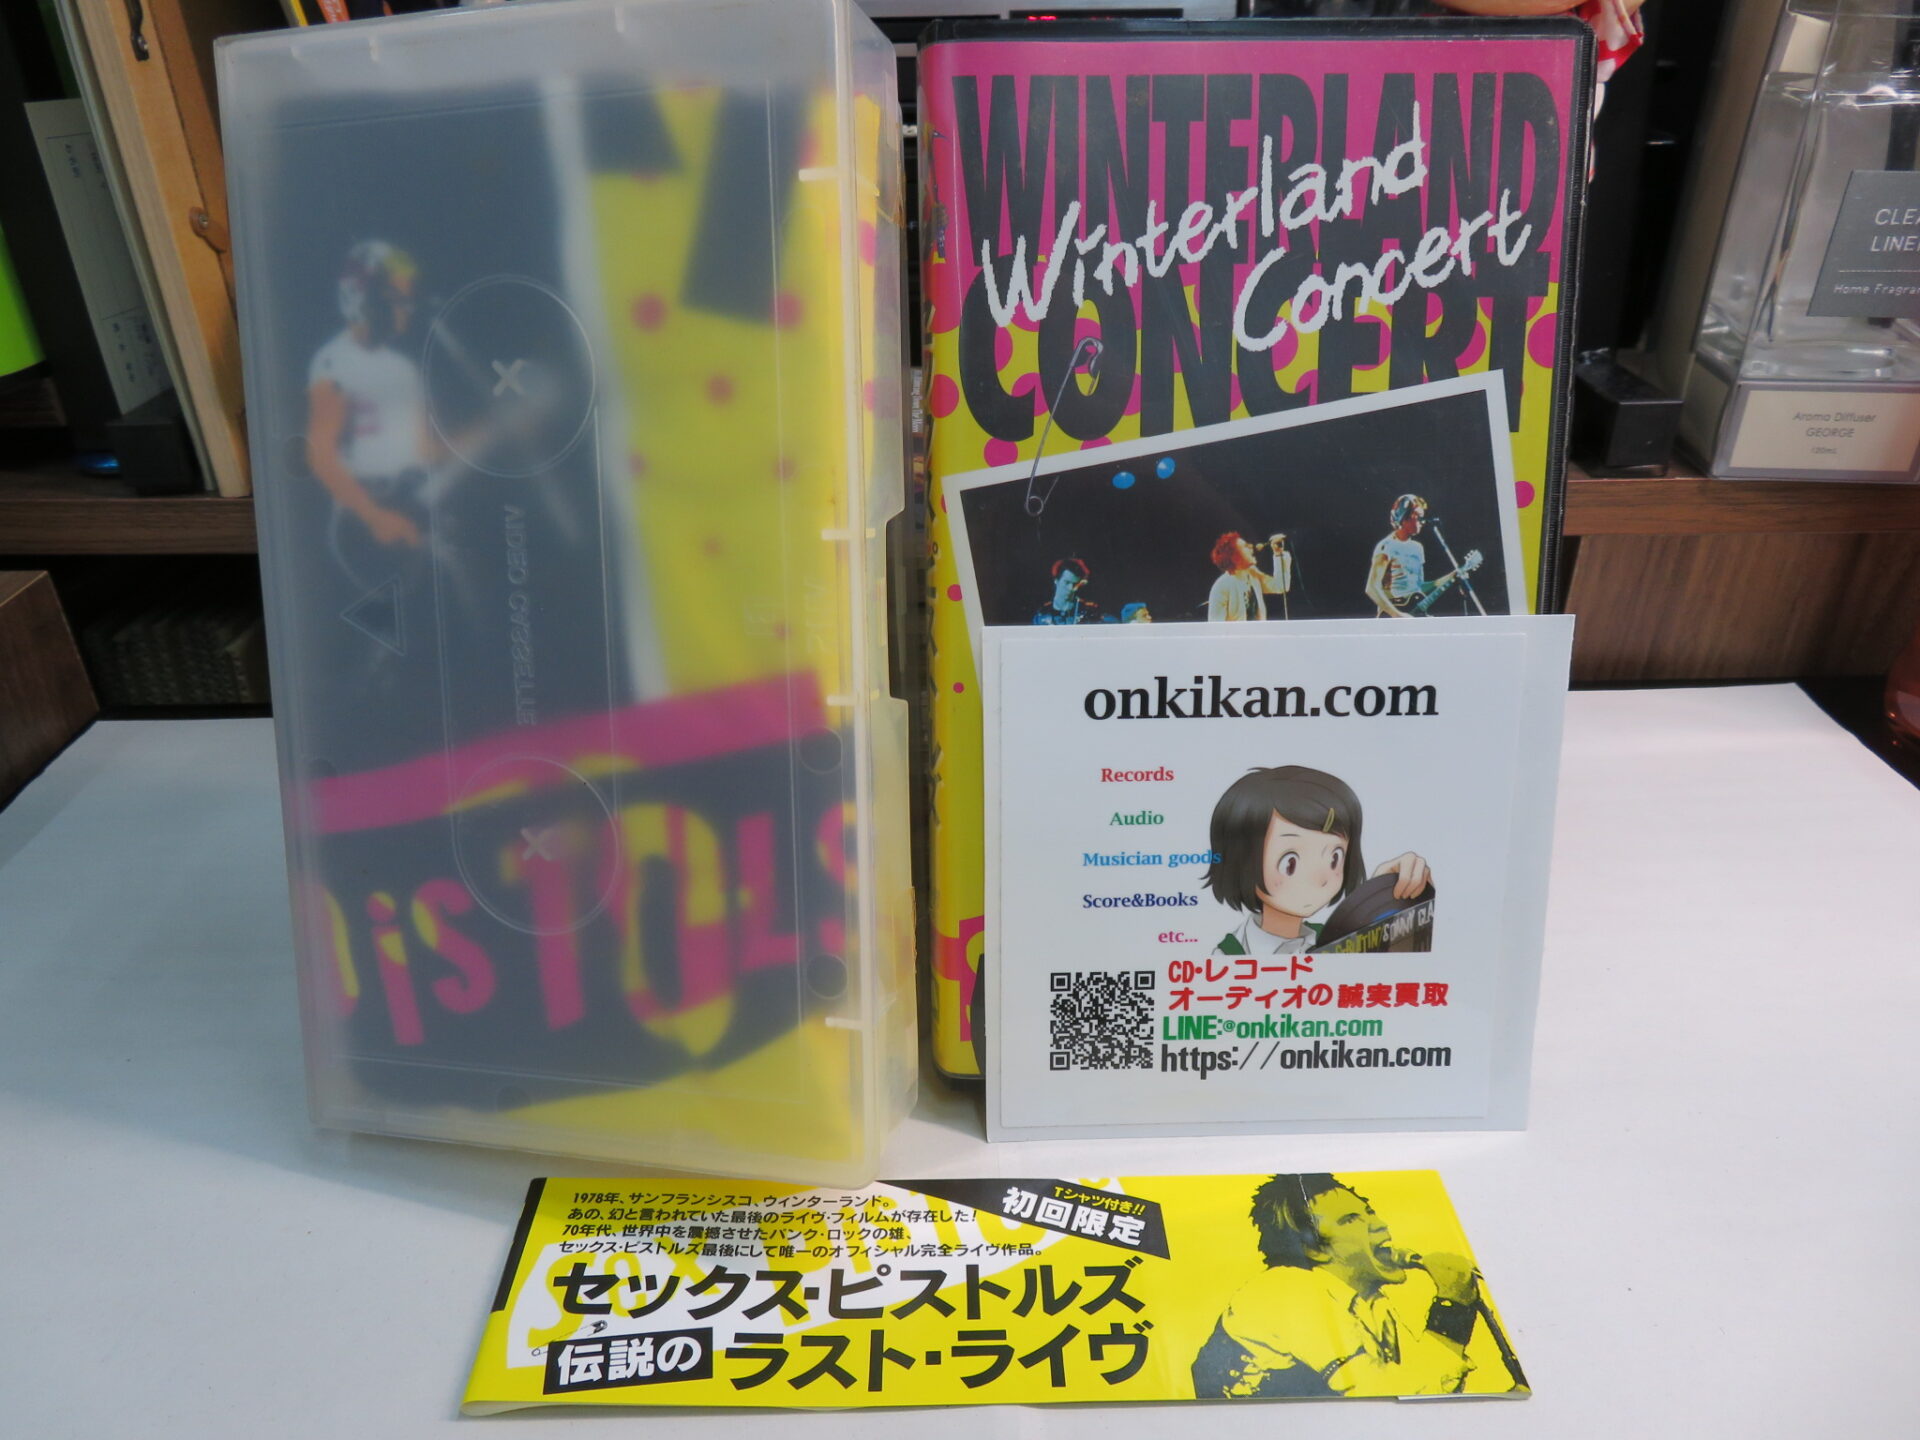 WINTERLAND
CONCERT
Winterland
Concert
VIDEO CASSETTE
PISTOLS
CLEA
LINE
Home Fragran
Aroma Diffuser
GEORGE
120mL
onkikan.com
Records
Audio
Musician goods
Score&Books
etc...
CD・レコード
オーディオの誠実買取
LINE:@onkikan.com
https://onkikan.com
1978年、サンフランシスコ、ウィンターランド。
あの、幻と言われていた最後のライヴ・フィルムが存在した!
70年代、世界中を震撼させたパンク・ロックの雄、
セックス・ピストルズ最後にして唯一のオフィシャル完全ライヴ作品。
Tシャツ付き!!
初回限定
セックス・ピストルズ
伝説のラスト・ライヴ